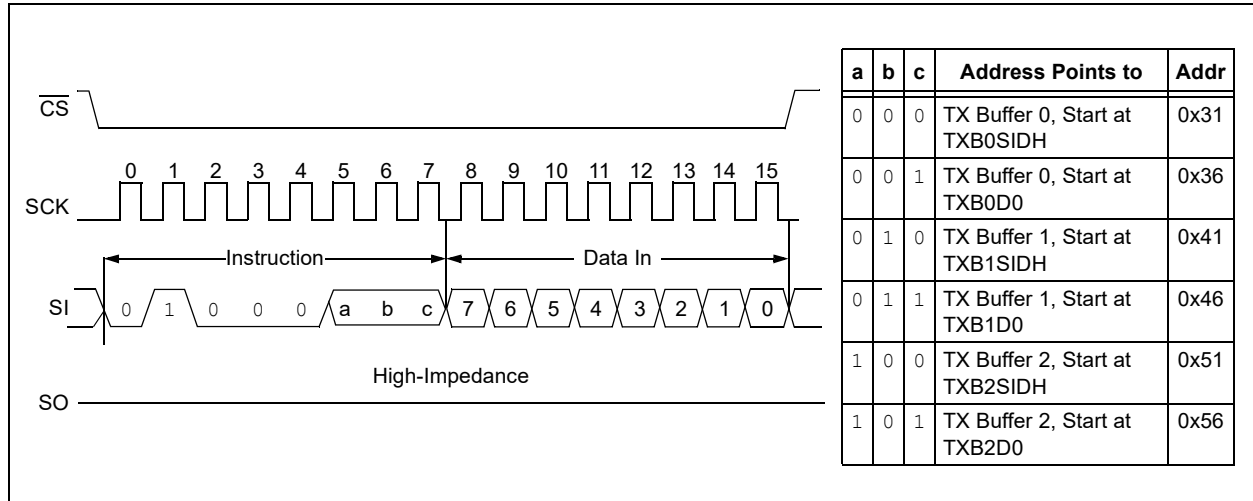 CS
SCK
0 1 2 3 4 5 6 7 8 9 10 11 12 13 14 15
Instruction
Data In
SI
0 1 0 0 0 a b c 7 6 5 4 3 2 1 0
High-Impedance
SO
a b c Address Points to Addr
0 0 0 TX Buffer 0, Start at 0x31
TXB0SIDH
0 0 1 TX Buffer 0, Start at 0x36
TXB0D0
0 1 0 TX Buffer 1, Start at 0x41
TXB1SIDH
0 1 1 TX Buffer 1, Start at 0x46
TXB1D0
1 0 0 TX Buffer 2, Start at 0x51
TXB2SIDH
1 0 1 TX Buffer 2, Start at 0x56
TXB2D0